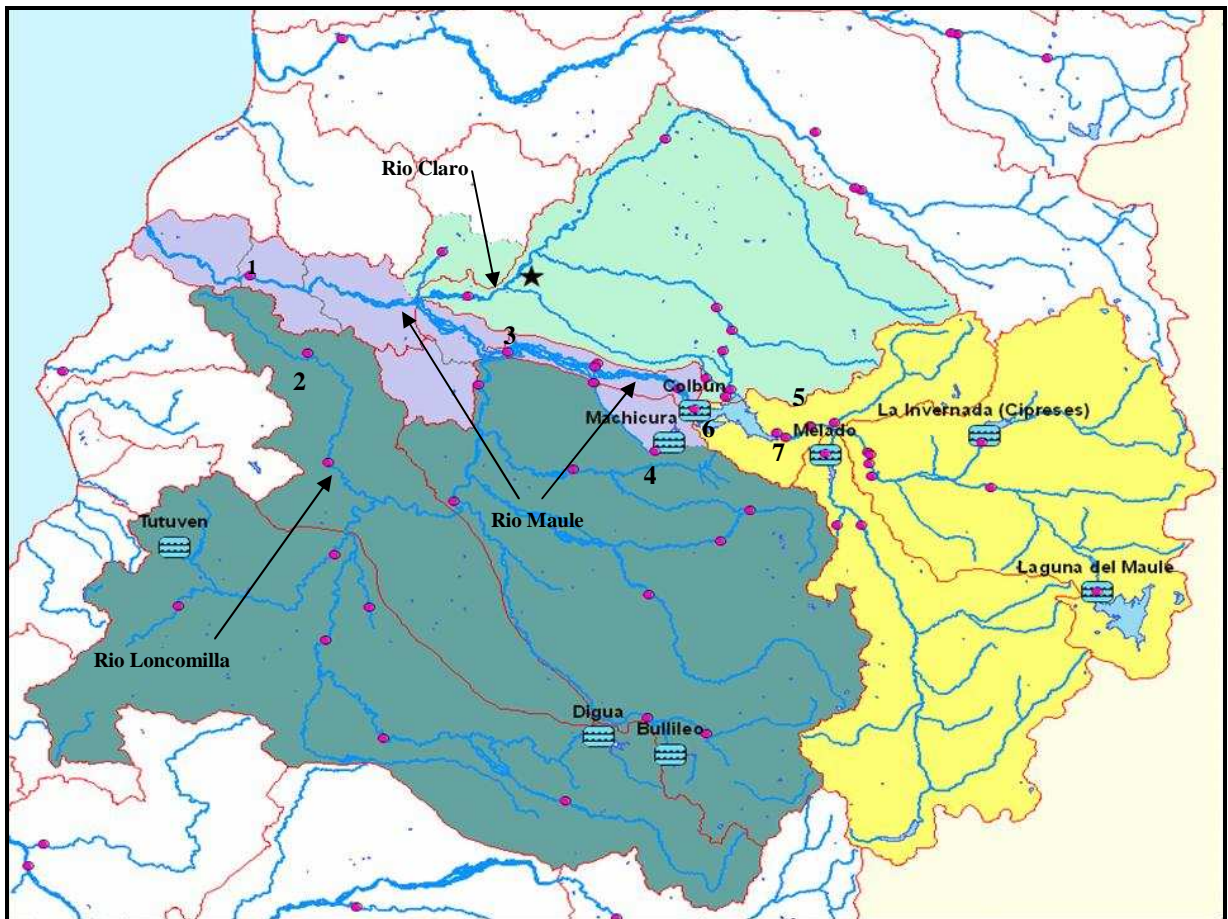 Rio Claro
1
2
3
Colbún
5
La Invernada (Cipreses)
Machicura
6
Melado
7
4
Rio Maule
Tutuven
Laguna del Maule
Rio Loncomilla
Digua
Bullileo